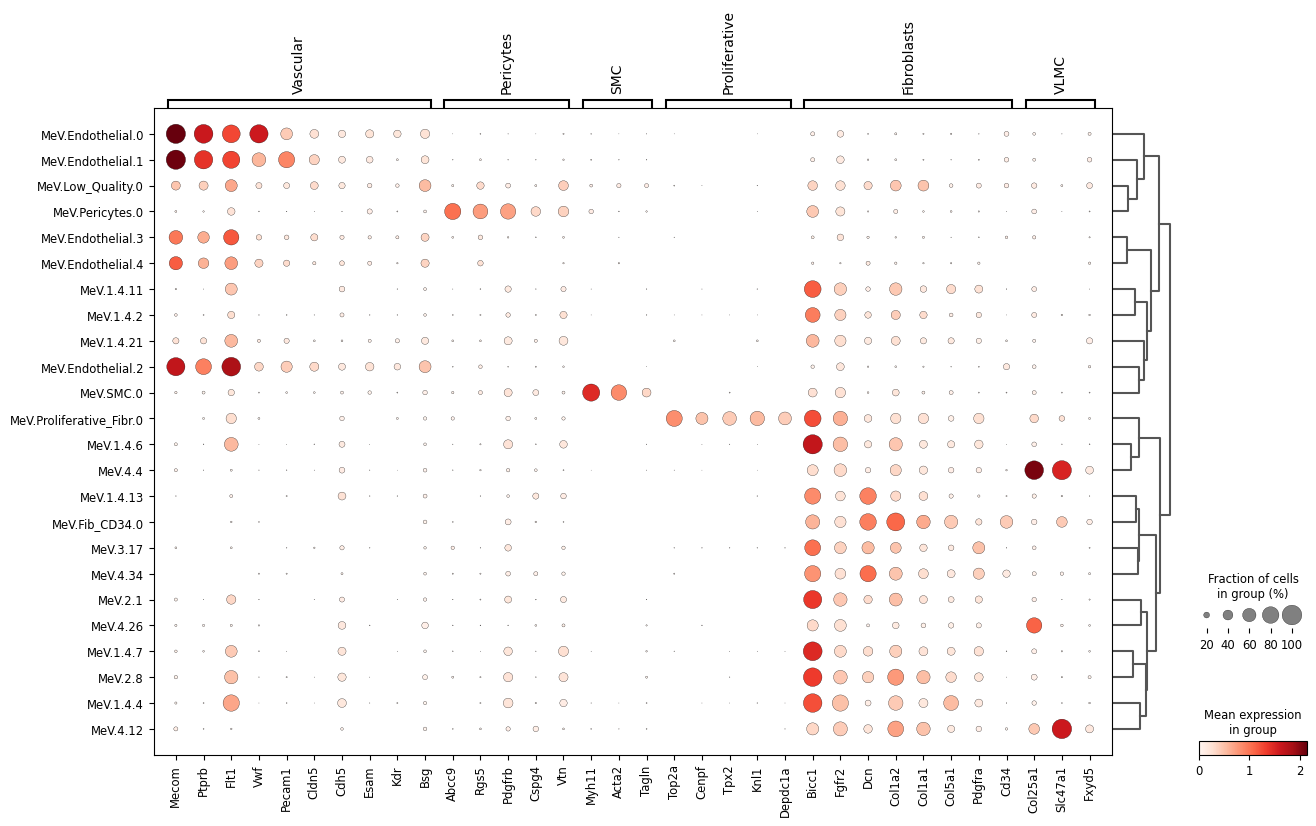 Vascular
Pericytes
SMC
Proliferative
Fibroblasts
VLMC
MeV.Endothelial.0
MeV.Endothelial.1
MeV.Low_Quality.0
MeV.Pericytes.0
MeV.Endothelial.3
MeV.Endothelial.4
MeV.1.4.11
MeV.1.4.2
MeV.1.4.21
MeV.Endothelial.2
MeV.SMC.0
MeV.Proliferative_Fibr.0
MeV.1.4.6
MeV.4.4
MeV.1.4.13
MeV.Fib_CD34.0
MeV.3.17
MeV.4.34
MeV.2.1
MeV.4.26
MeV.1.4.7
MeV.2.8
MeV.1.4.4
MeV.4.12
Mecom
Ptprb
Flt1
Vwf
Pecam1
Cldn5
Cdh5
Esam
Kdr
Bsg
Abcc9
Rgs5
Pdgfrb
Cspg4
Vtn
Myh11
Acta2
Tagln
Top2a
Cenpf
Tpx2
Knl1
Depdc1a
Bicc1
Fgfr2
Dcn
Col1a2
Col1a1
Col5a1
Pdgfra
Cd34
Col25a1
Slc47a1
Fxyd5
Fraction of cells
in group (%)
20 40 60 80 100
Mean expression
in group
0 1 2